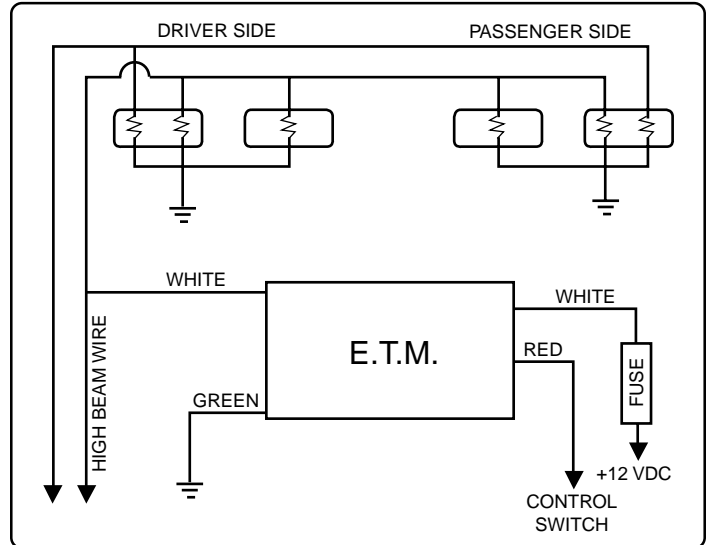 DRIVER SIDE
PASSENGER SIDE
WHITE
WHITE
E.T.M.
RED
GREEN
HIGH BEAM WIRE
FUSE
+12 VDC
CONTROL
SWITCH